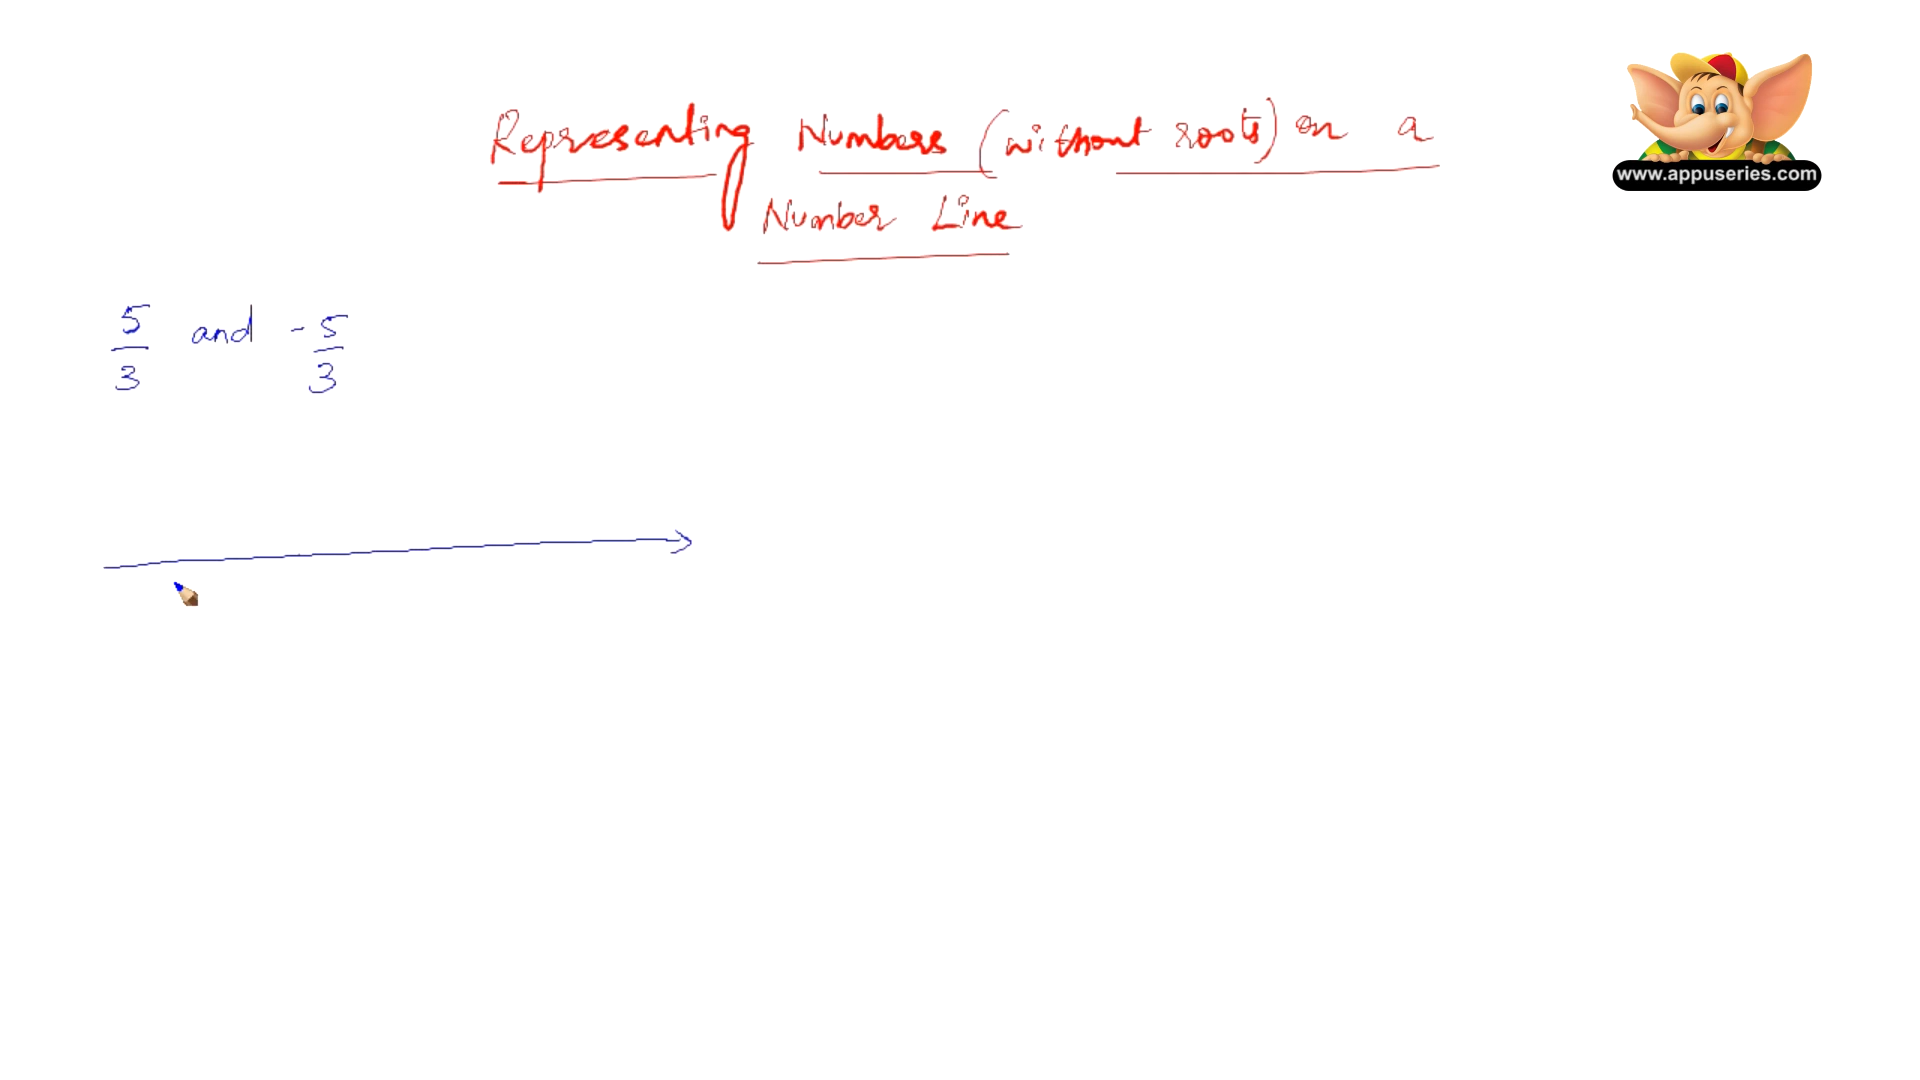 www.appuseries.com
Representing Numbers (without roots) on a
Number Line
5/3 and -5/3